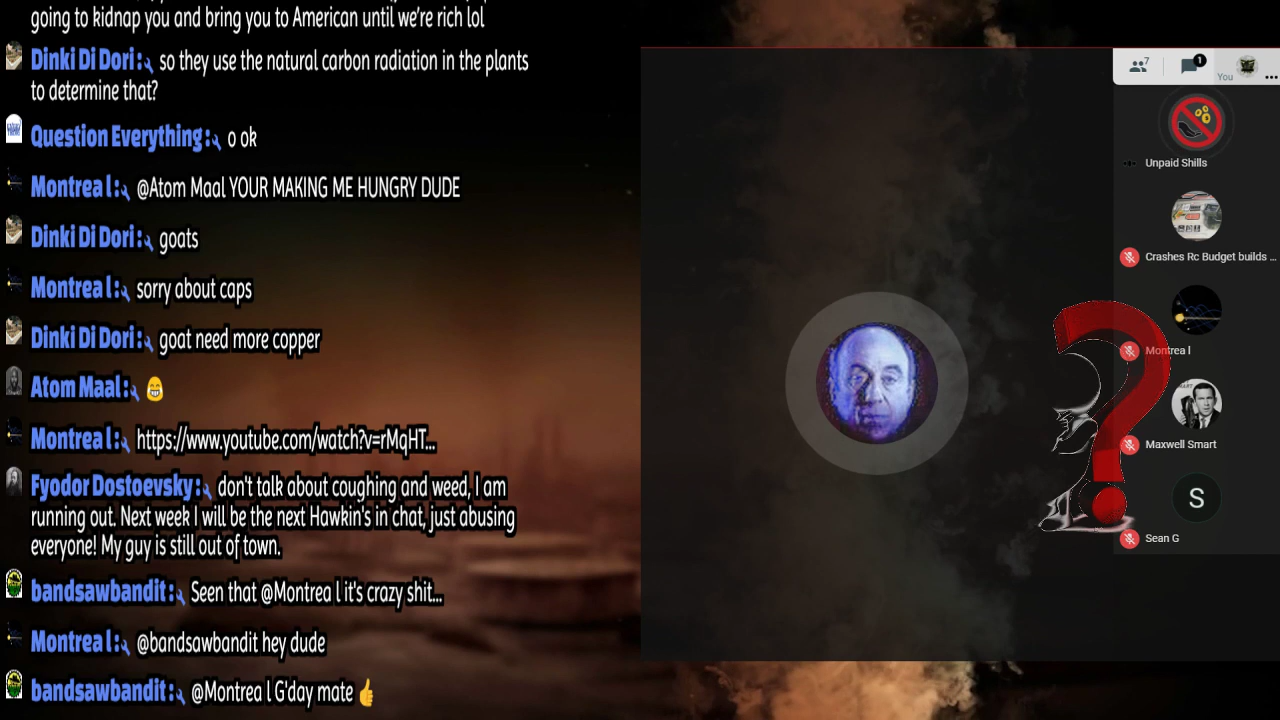 going to kidnap you and bring you to American until we're rich lol
Dinki Di Dori: so they use the natural carbon radiation in the plants
to determine that?
Question Everything: o ok
Montrea l: @Atom Maal YOUR MAKING ME HUNGRY DUDE
Dinki Di Dori: goats
Montrea l: sorry about caps
Dinki Di Dori: goat need more copper
Atom Maal: 😁
Montrea l: https://www.youtube.com/watch?v=rMqHT...
Fyodor Dostoevsky: don't talk about coughing and weed, I am
running out. Next week I will be the next Hawkin's in chat, just abusing
everyone! My guy is still out of town.
bandsawbandit: Seen that @Montrea l it's crazy shit...
Montrea l: @bandsawbandit hey dude
bandsawbandit: @Montrea l G'day mate 👍
7
1
You
Unpaid Shills
Crashes Rc Budget builds ...
Montrea l
Maxwell Smart
S
Sean G